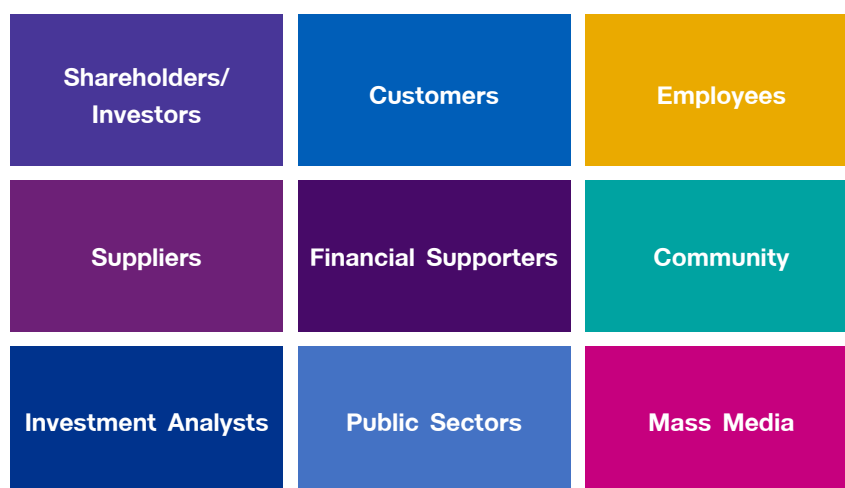 Shareholders/
Investors
Customers
Employees
Suppliers
Financial Supporters
Community
Investment Analysts
Public Sectors
Mass Media